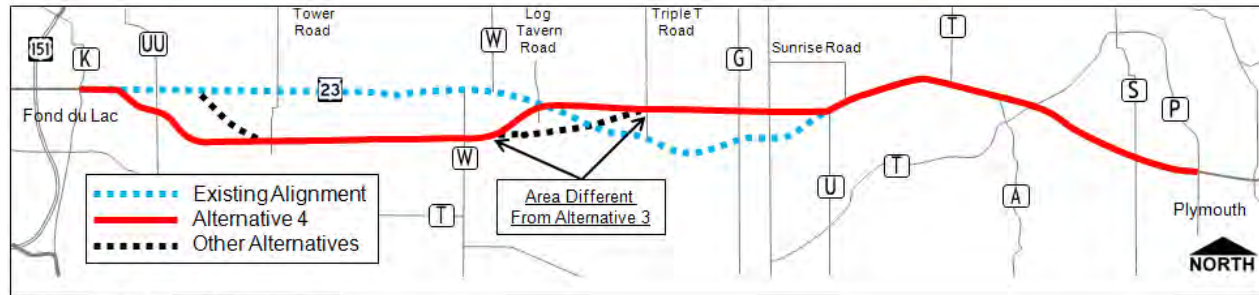 Tower
Road
Log
Tavern
Road
Triple T
Road
151
K
UU
W
G
Sunrise Road
T
23
S
P
Fond du Lac
W
Area Different
From Alternative 3
U
T
A
Plymouth
T
Existing Alignment
Alternative 4
Other Alternatives
NORTH